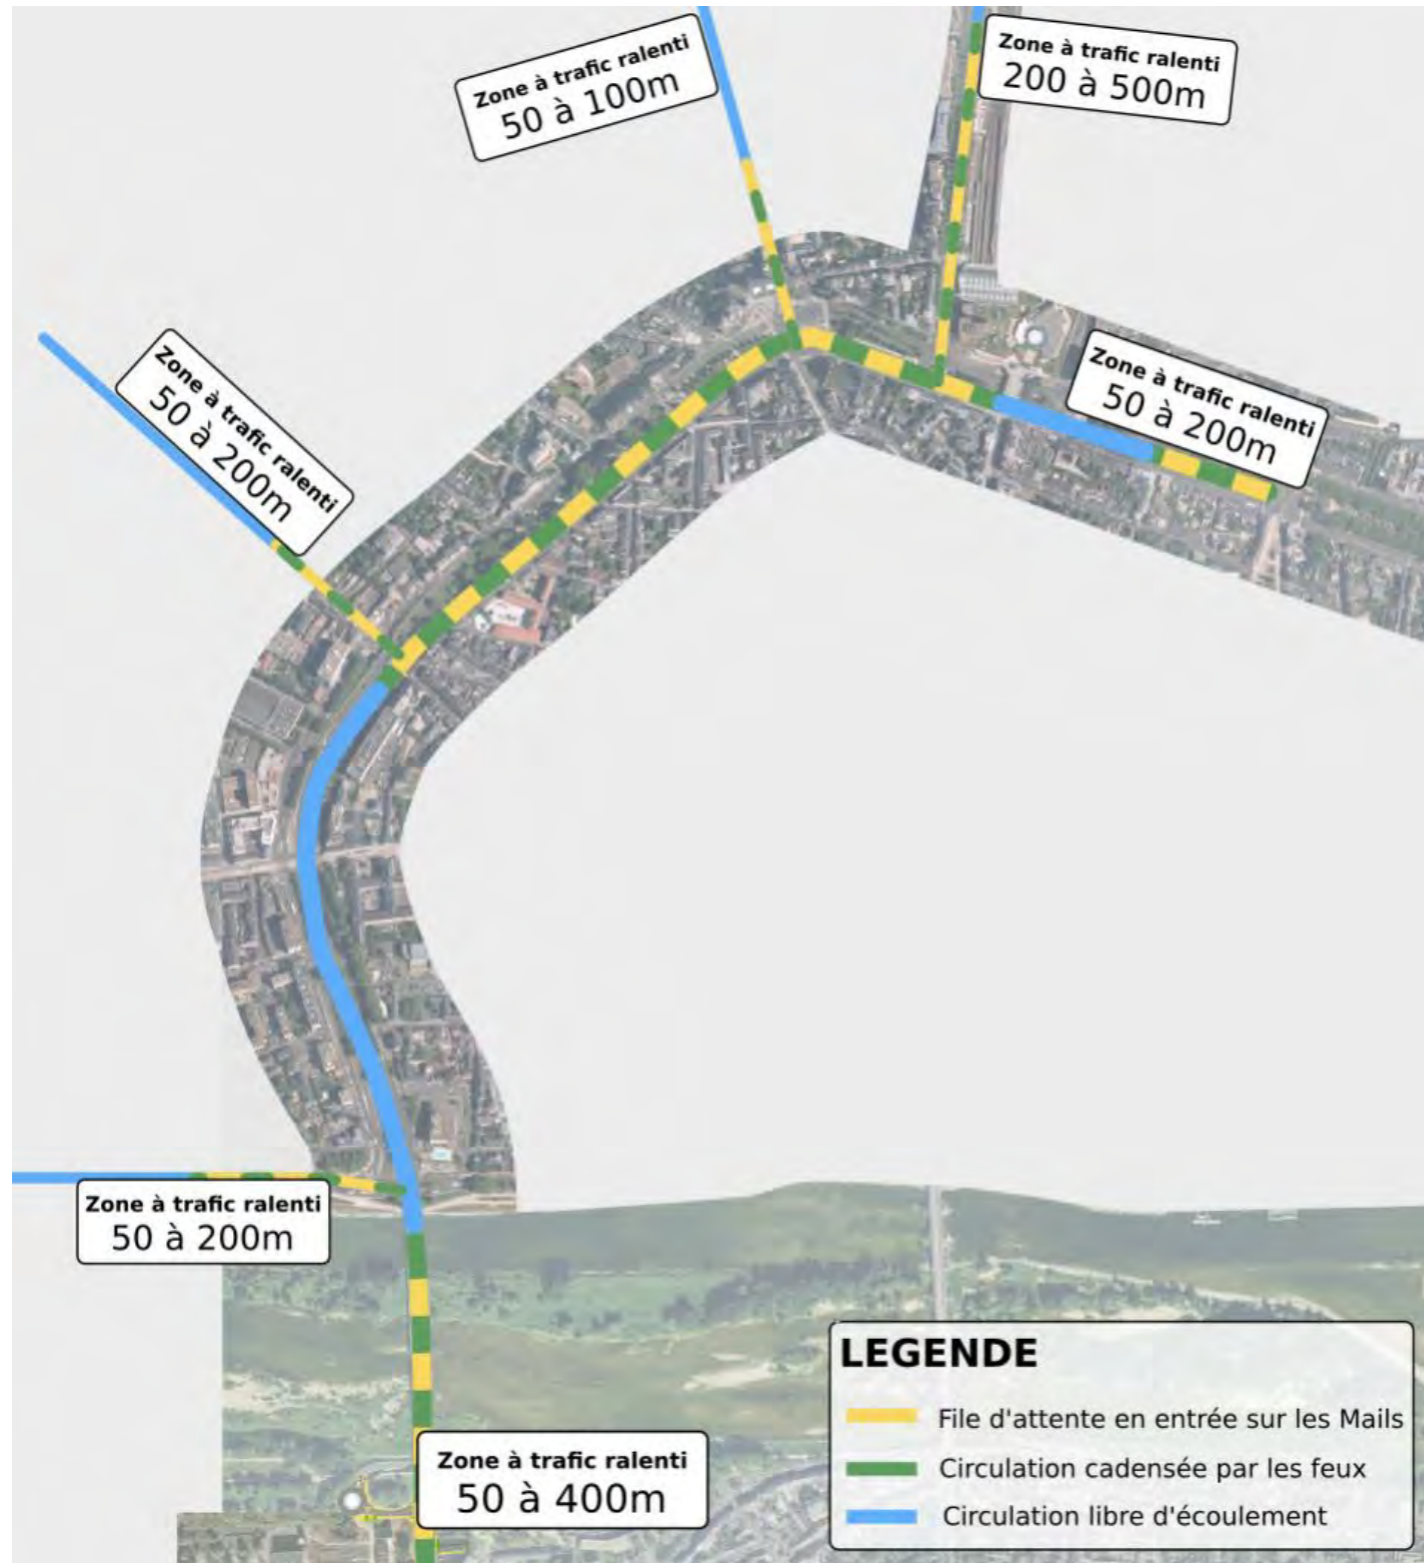 Zone à trafic ralenti
50 à 100m
Zone à trafic ralenti
200 à 500m
Zone à trafic ralenti
50 à 200m
Zone à trafic ralenti
50 à 200m
Zone à trafic ralenti
50 à 200m
Zone à trafic ralenti
50 à 400m
LEGENDE
File d'attente en entrée sur les Mails
Circulation cadensée par les feux
Circulation libre d'écoulement